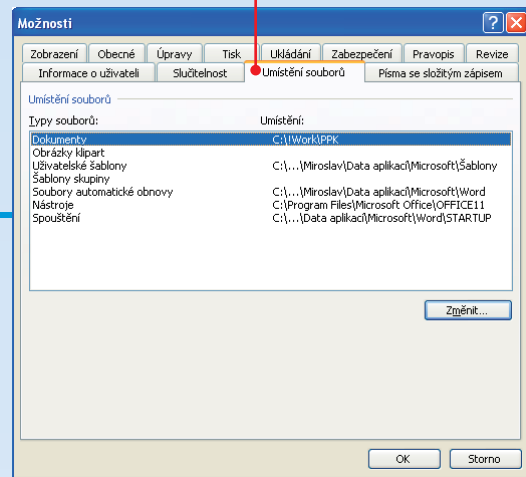 Možnosti
Zobrazení Obecné Úpravy Tisk Ukládání Zabezpečení Pravopis Revize
Informace o uživateli Slučitelnost Umístění souborů Písma se složitým zápisem
Umístění souborů
Typy souborů: Umístění:
Dokumenty C:\!Work\PPK
Obrázky klipart
Uživatelské šablony C:\...\Miroslav\Data aplikací\Microsoft\Šablony
Šablony skupiny
Soubory automatické obnovy C:\...\Miroslav\Data aplikací\Microsoft\Word
Nástroje C:\Program Files\Microsoft Office\OFFICE11
Spouštění C:\...\Data aplikací\Microsoft\Word\STARTUP
Změnit...
OK Storno